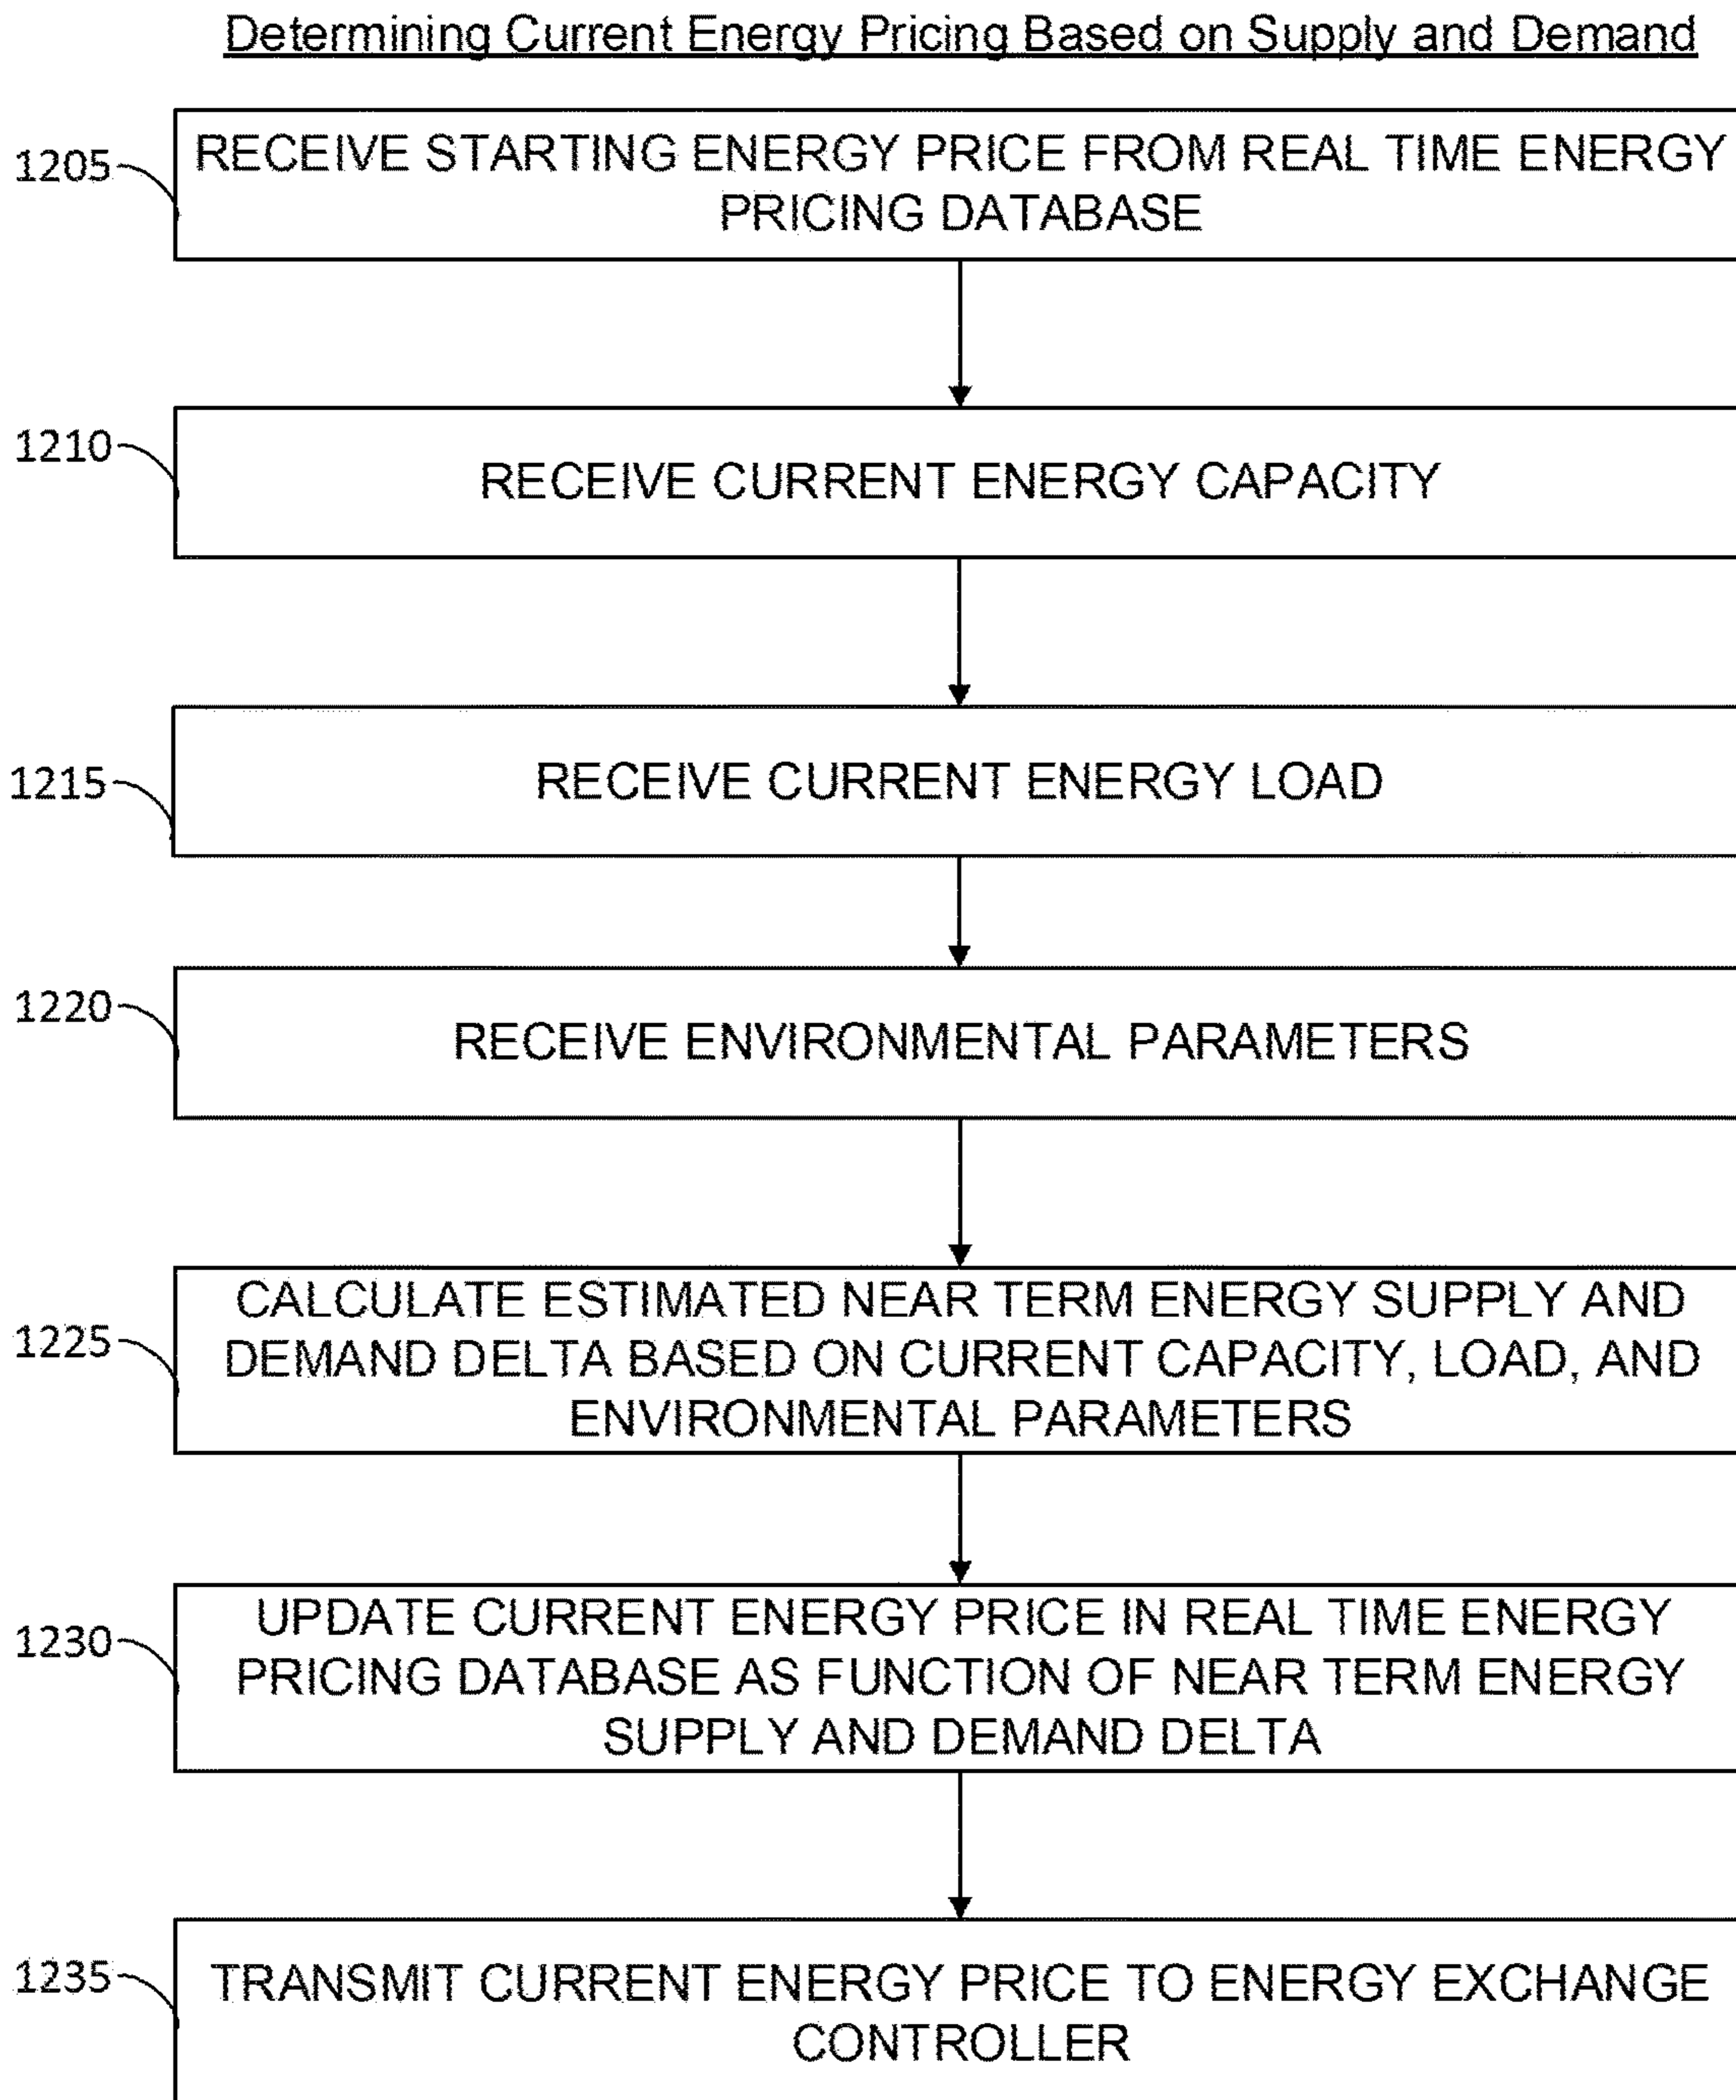 Determining Current Energy Pricing Based on Supply and Demand
1205
RECEIVE STARTING ENERGY PRICE FROM REAL TIME ENERGY
PRICING DATABASE
1210
RECEIVE CURRENT ENERGY CAPACITY
1215
RECEIVE CURRENT ENERGY LOAD
1220
RECEIVE ENVIRONMENTAL PARAMETERS
1225
CALCULATE ESTIMATED NEAR TERM ENERGY SUPPLY AND
DEMAND DELTA BASED ON CURRENT CAPACITY, LOAD, AND
ENVIRONMENTAL PARAMETERS
1230
UPDATE CURRENT ENERGY PRICE IN REAL TIME ENERGY
PRICING DATABASE AS FUNCTION OF NEAR TERM ENERGY
SUPPLY AND DEMAND DELTA
1235
TRANSMIT CURRENT ENERGY PRICE TO ENERGY EXCHANGE
CONTROLLER